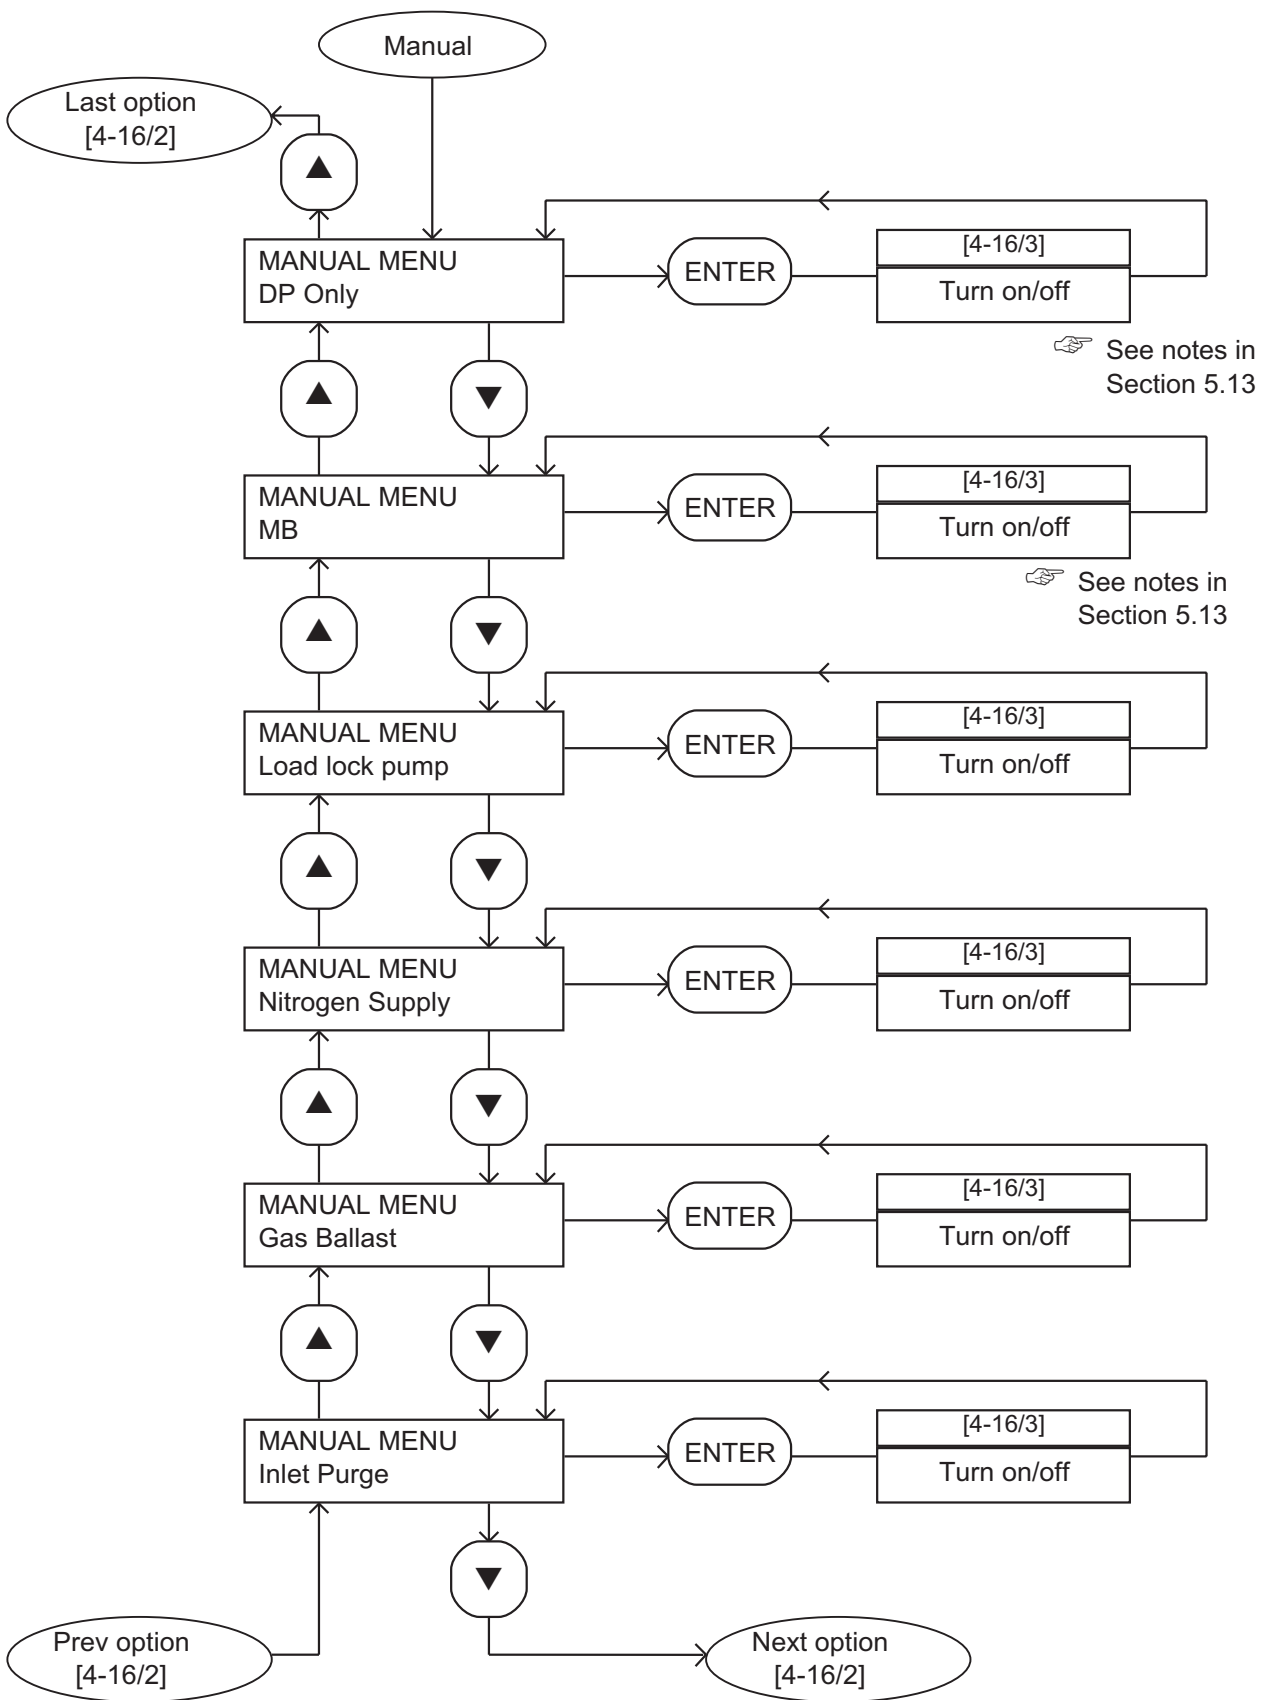 Manual
Last option
[4-16/2]
MANUAL MENU
DP Only
ENTER
[4-16/3]
Turn on/off
☞ See notes in
Section 5.13
MANUAL MENU
MB
ENTER
[4-16/3]
Turn on/off
☞ See notes in
Section 5.13
MANUAL MENU
Load lock pump
ENTER
[4-16/3]
Turn on/off
MANUAL MENU
Nitrogen Supply
ENTER
[4-16/3]
Turn on/off
MANUAL MENU
Gas Ballast
ENTER
[4-16/3]
Turn on/off
MANUAL MENU
Inlet Purge
ENTER
[4-16/3]
Turn on/off
Prev option
[4-16/2]
Next option
[4-16/2]